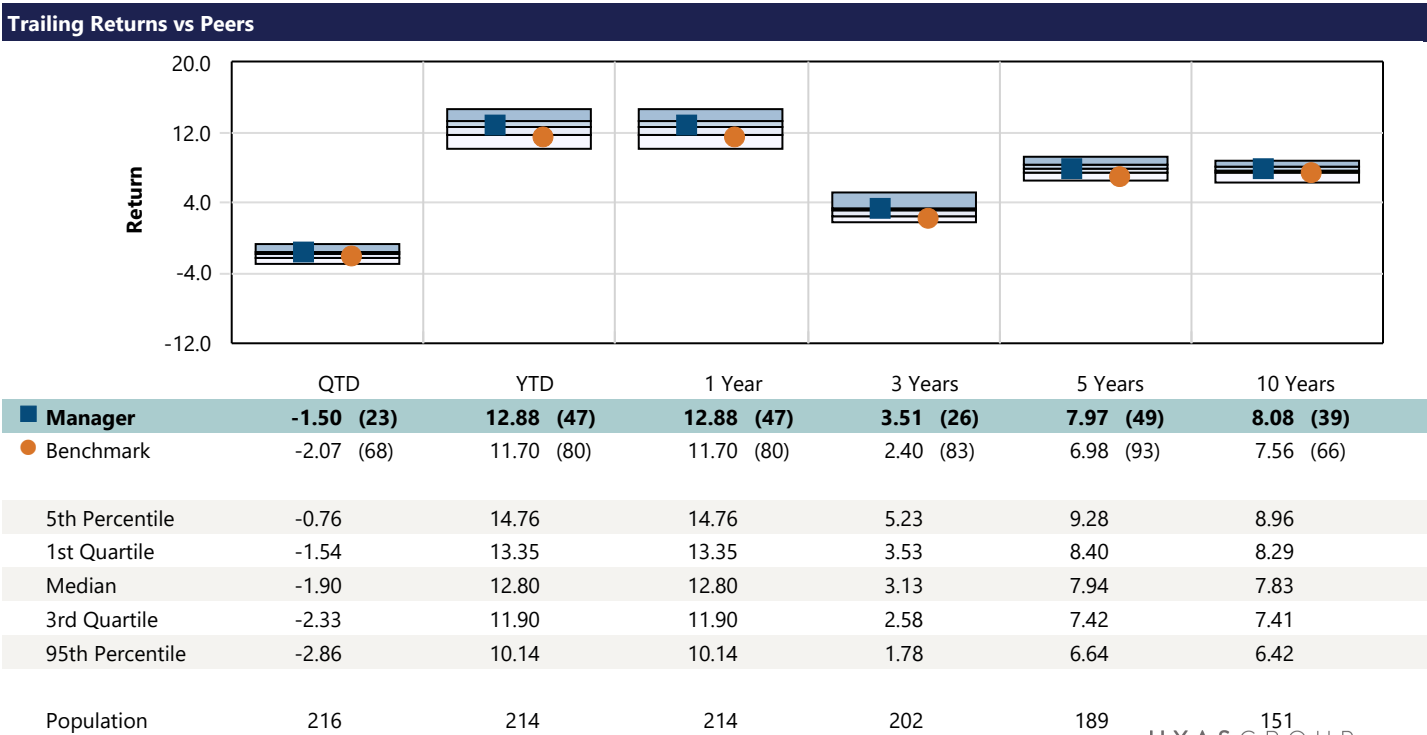 Trailing Returns vs Peers
20.0
12.0
4.0
-4.0
-12.0
Return
QTD YTD 1 Year 3 Years 5 Years 10 Years
Manager -1.50 (23) 12.88 (47) 12.88 (47) 3.51 (26) 7.97 (49) 8.08 (39)
Benchmark -2.07 (68) 11.70 (80) 11.70 (80) 2.40 (83) 6.98 (93) 7.56 (66)
5th Percentile -0.76 14.76 14.76 5.23 9.28 8.96
1st Quartile -1.54 13.35 13.35 3.53 8.40 8.29
Median -1.90 12.80 12.80 3.13 7.94 7.83
3rd Quartile -2.33 11.90 11.90 2.58 7.42 7.41
95th Percentile -2.86 10.14 10.14 1.78 6.64 6.42
Population 216 214 214 202 189 151